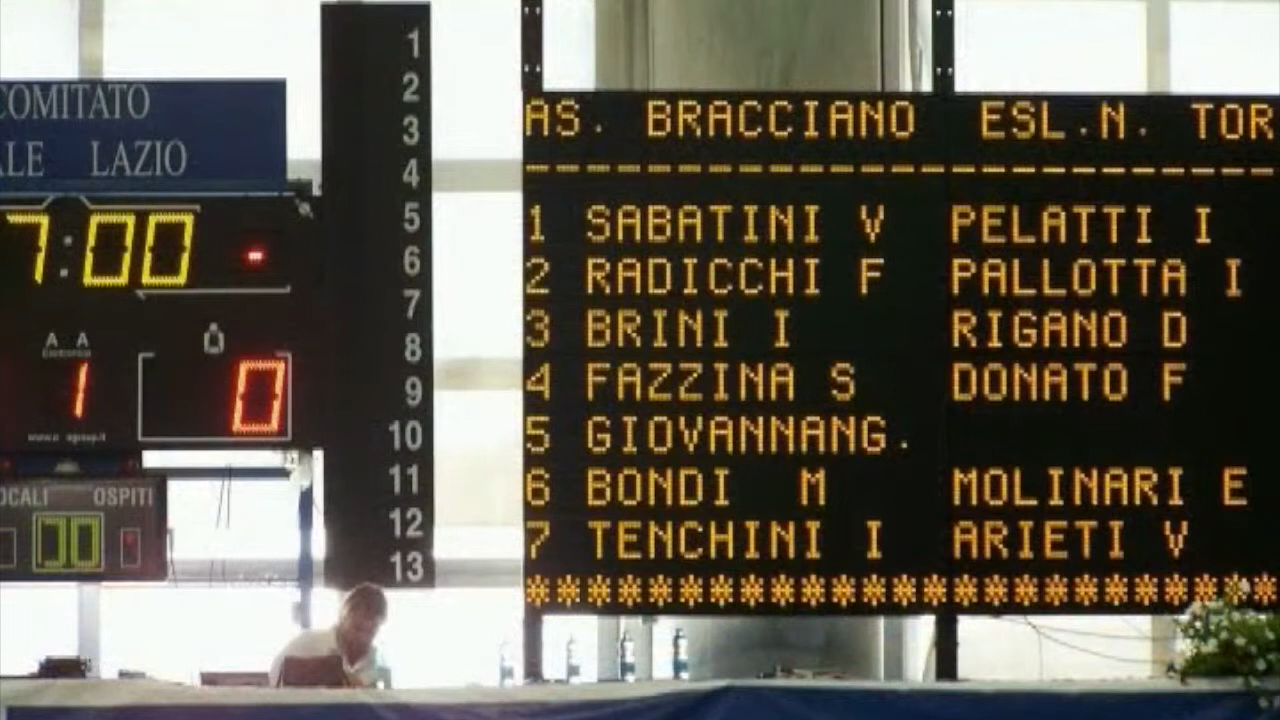 COMITATO
ALE LAZIO
7:00
A A
1
0
OCALI OSPITI
1
2
3
4
5
6
7
8
9
10
11
12
13
AS. BRACCIANO ESL.N. TOR
1 SABATINI V PELATTI I
2 RADICCHI F PALLOTTA I
3 BRINI I RIGANO D
4 FAZZINA S DONATO F
5 GIOVANNANG.
6 BONDI M MOLINARI E
7 TENCHINI I ARIETI V